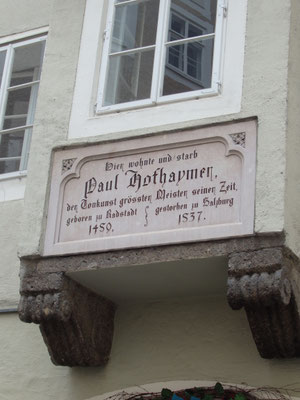 Hier wohnte und starb
Paul Hofhaymer,
der Tonkunst grössten Meister seiner Zeit,
geboren zu Radstadt
1459.
gestorben zu Salzburg
1537.